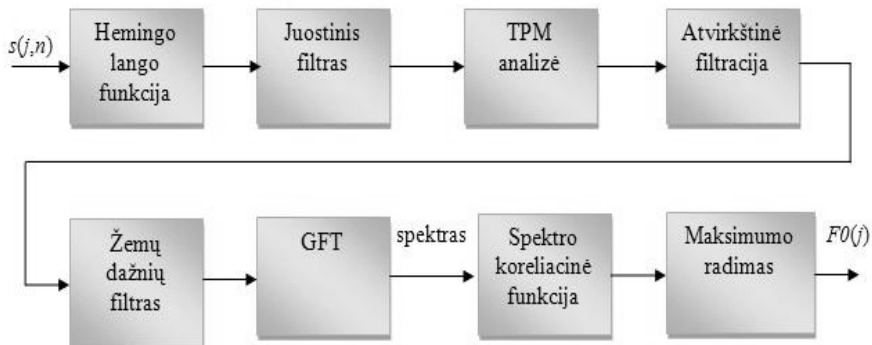 s(j,n)
Hemingo
lango
funkcija
Juostinis
filtras
TPM
analizė
Atvirkštinė
filtracija
Žemų
dažnių
filtras
GFT
spektras
Spektro
koreliacinė
funkcija
Maksimumo
radimas
F0(j)